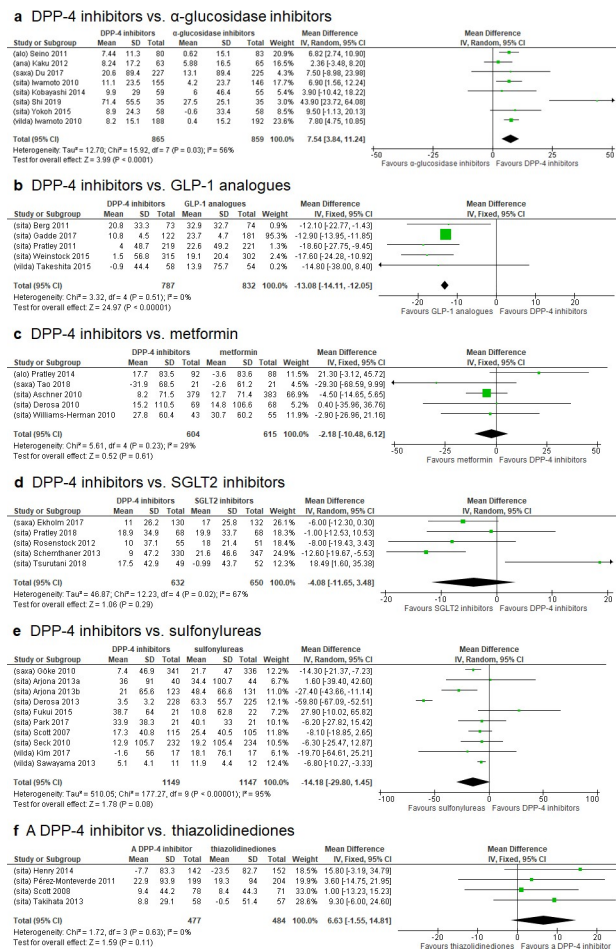 a DPP-4 inhibitors vs. α-glucosidase inhibitors
DPP-4 inhibitors α-glucosidase inhibitors Mean Difference Mean Difference
Study or Subgroup Mean SD Total Mean SD Total Weight IV, Random, 95% CI IV, Random, 95% CI
(alo) Seino 2011 7.44 11.3 80 0.62 15.1 83 20.4% 6.82 [2.74, 10.90]
(ana) Kaku 2012 8.24 17.2 63 5.88 16.5 65 15.2% 2.36 [-3.48, 8.20]
(saxa) Du 2017 20.6 89.4 227 13.1 89.4 225 4.3% 7.50 [-8.98, 23.98]
(sita) Iwamoto 2010 11.1 23.5 155 4.2 23.7 146 16.5% 6.90 [1.56, 12.24]
(sita) Kobayashi 2014 9.9 29 59 6 46.4 55 5.6% 3.90 [-10.42, 18.22]
(sita) Shi 2019 71.4 55.5 35 27.5 25.1 35 3.0% 43.90 [23.72, 64.08]
(sita) Yokoh 2015 8.9 24.3 58 -0.6 33.4 58 8.8% 9.50 [-1.13, 20.13]
(vilda) Iwamoto 2010 8.2 15.1 188 0.4 15.2 192 23.3% 7.80 [4.75, 10.85]
Total (95% CI) 865 859 100.0% 7.54 [3.84, 11.24]
Heterogeneity: Tau² = 12.70; Chi² = 15.92, df = 7 (P = 0.03); I² = 56%
Test for overall effect: Z = 3.99 (P < 0.0001)
-50 -25 0 25 50
Favours α-glucosidase inhibitors Favours DPP-4 inhibitors
b DPP-4 inhibitors vs. GLP-1 analogues
DPP-4 inhibitors GLP-1 analogues Mean Difference Mean Difference
Study or Subgroup Mean SD Total Mean SD Total Weight IV, Fixed, 95% CI IV, Fixed, 95% CI
(sita) Berg 2011 20.8 33.3 73 32.9 32.7 74 0.9% -12.10 [-22.77, -1.43]
(sita) Gadde 2017 10.8 4.5 122 23.7 4.7 181 95.3% -12.90 [-13.95, -11.85]
(sita) Pratley 2011 4 48.7 219 22.6 49.2 221 1.3% -18.60 [-27.75, -9.45]
(sita) Weinstock 2015 1.5 56.8 315 19.1 20.4 302 2.4% -17.60 [-24.28, -10.92]
(vilda) Takeshita 2015 -0.9 44.4 58 13.9 75.7 54 0.2% -14.80 [-38.00, 8.40]
Total (95% CI) 787 832 100.0% -13.08 [-14.11, -12.05]
Heterogeneity: Chi² = 3.32, df = 4 (P = 0.51); I² = 0%
Test for overall effect: Z = 24.97 (P < 0.00001)
-20 -10 0 10 20
Favours GLP-1 analogues Favours DPP-4 inhibitors
c DPP-4 inhibitors vs. metformin
DPP-4 inhibitors metformin Mean Difference Mean Difference
Study or Subgroup Mean SD Total Mean SD Total Weight IV, Fixed, 95% CI IV, Fixed, 95% CI
(alo) Pratley 2014 17.7 83.5 92 -3.6 83.6 88 11.5% 21.30 [-3.12, 45.72]
(saxa) Tao 2018 -31.9 68.5 21 -2.6 61.2 21 4.5% -29.30 [-68.59, 9.99]
(sita) Aschner 2010 8.2 71.5 379 12.7 71.4 383 66.9% -4.50 [-14.65, 5.65]
(sita) Derosa 2010 15.2 110.5 69 14.8 106.6 68 5.2% 0.40 [-35.96, 36.76]
(sita) Williams-Herman 2010 27.8 60.4 43 30.7 60.2 55 11.9% -2.90 [-26.96, 21.16]
Total (95% CI) 604 615 100.0% -2.18 [-10.48, 6.12]
Heterogeneity: Chi² = 5.61, df = 4 (P = 0.23); I² = 29%
Test for overall effect: Z = 0.52 (P = 0.61)
-50 -25 0 25 50
Favours metformin Favours DPP-4 inhibitors
d DPP-4 inhibitors vs. SGLT2 inhibitors
DPP-4 inhibitors SGLT2 inhibitors Mean Difference Mean Difference
Study or Subgroup Mean SD Total Mean SD Total Weight IV, Random, 95% CI IV, Random, 95% CI
(saxa) Ekholm 2017 11 26.2 130 17 25.8 132 26.1% -6.00 [-12.30, 0.30]
(sita) Pratley 2018 18.9 34.9 68 19.9 33.7 68 -1.00 [-12.53, 10.53]
(sita) Rosenstock 2012 10 37.1 55 18 21.4 51 -8.00 [-19.43, 3.43]
(sita) Schernthaner 2013 9 47.2 330 21.6 46.6 347 -12.60 [-19.67, -5.53]
(sita) Tsurutani 2018 17.5 42.9 49 -0.99 43.7 52 18.49 [1.60, 35.38]
Total (95% CI) 632 650 100.0% -4.08 [-11.65, 3.48]
Heterogeneity: Tau² = 46.87; Chi² = 12.23, df = 4 (P = 0.02); I² = 67%
Test for overall effect: Z = 1.06 (P = 0.29)
-20 -10 0 10 20
Favours SGLT2 inhibitors Favours DPP-4 inhibitors
e DPP-4 inhibitors vs. sulfonylureas
DPP-4 inhibitors sulfonylureas Mean Difference Mean Difference
Study or Subgroup Mean SD Total Mean SD Total Weight IV, Random, 95% CI IV, Random, 95% CI
(saxa) Göke 2010 7.4 46.9 341 21.7 47 336 12.2% -14.30 [-21.37, -7.23]
(sita) Arjona 2013a 36 91 40 34.4 100.7 44 6.7% 1.60 [-39.40, 42.60]
(sita) Arjona 2013b 21 65.6 123 48.4 66.6 131 -27.40 [-43.66, -11.14]
(sita) Derosa 2013 3.5 3.2 228 63.3 55.7 225 -59.80 [-67.09, -52.51]
(sita) Fukui 2015 38.7 64 21 10.8 62.8 22 27.90 [-10.02, 65.82]
(sita) Park 2017 33.9 38.3 21 40.1 33 21 -6.20 [-27.82, 15.42]
(sita) Scott 2007 17.3 40.8 115 25.4 40.5 105 -8.10 [-18.85, 2.65]
(sita) Seck 2010 12.9 105.7 232 19.2 105.4 234 -6.30 [-25.47, 12.87]
(vilda) Kim 2017 -1.6 56 17 18.1 76.1 17 -19.70 [-64.61, 25.21]
(vilda) Sawayama 2013 5.1 4.1 11 11.9 4.4 12 -6.80 [-10.27, -3.33]
Total (95% CI) 1149 1147 100.0% -14.18 [-29.80, 1.45]
Heterogeneity: Tau² = 510.05; Chi² = 177.27, df = 9 (P < 0.00001); I² = 95%
Test for overall effect: Z = 1.78 (P = 0.08)
-100 -50 0 50 100
Favours sulfonylureas Favours DPP-4 inhibitors
f A DPP-4 inhibitor vs. thiazolidinediones
A DPP-4 inhibitor thiazolidinediones Mean Difference Mean Difference
Study or Subgroup Mean SD Total Mean SD Total Weight IV, Fixed, 95% CI IV, Fixed, 95% CI
(sita) Henry 2014 -7.7 83.3 142 -23.5 82.7 152 18.5% 15.80 [-3.19, 34.79]
(sita) Pérez-Monteverde 2011 22.9 93.9 199 19.3 94 204 3.60 [-14.75, 21.95]
(sita) Scott 2008 9.4 44.2 78 8.4 44.3 71 1.00 [-13.23, 15.23]
(sita) Takihata 2013 8.8 29.1 58 -0.5 51.4 57 9.30 [-6.00, 24.60]
Total (95% CI) 477 484 100.0% 6.63 [-1.55, 14.81]
Heterogeneity: Chi² = 1.72, df = 3 (P = 0.63); I² = 0%
Test for overall effect: Z = 1.59 (P = 0.11)
-20 -10 0 10 20
Favours thiazolidinediones Favours a DPP-4 inhibitor